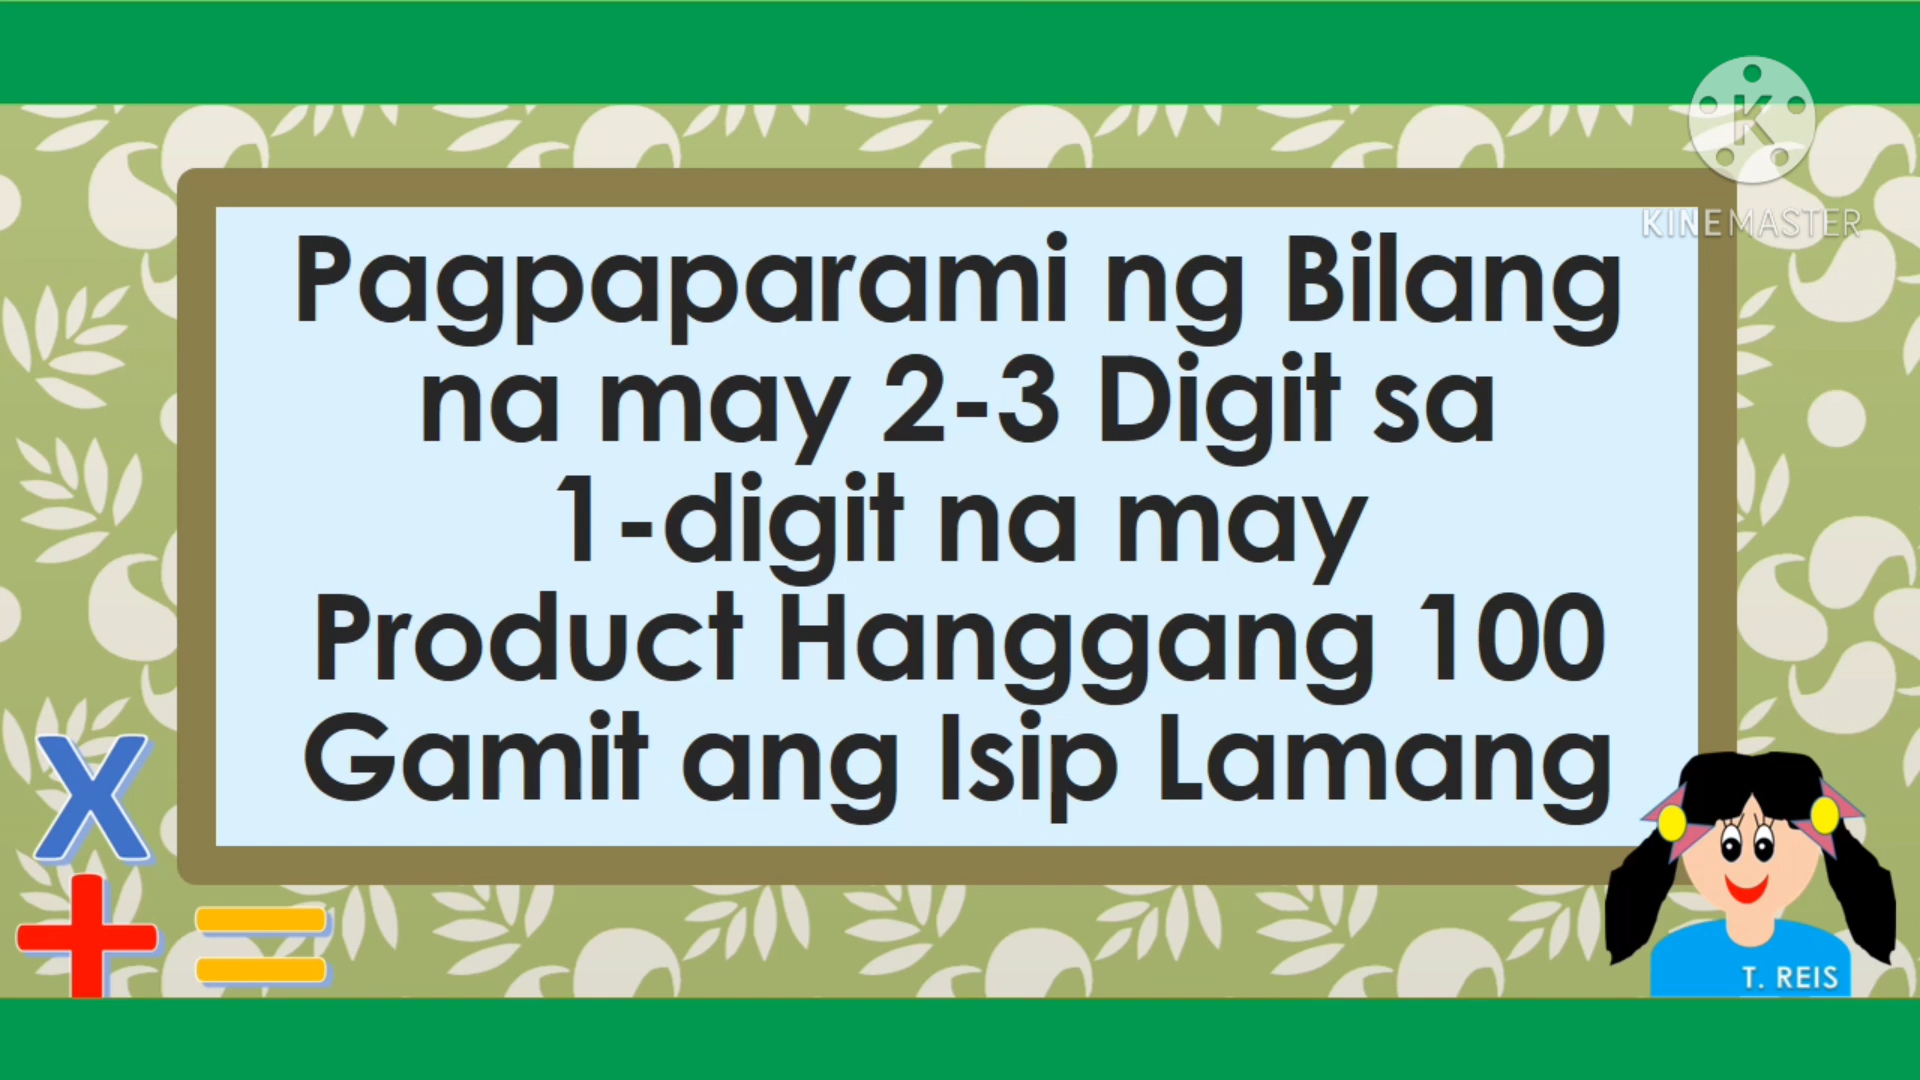 KINEMASTER
Pagpaparami ng Bilang
na may 2-3 Digit sa
1-digit na may
Product Hanggang 100
Gamit ang Isip Lamang
X
+ =
T. REIS